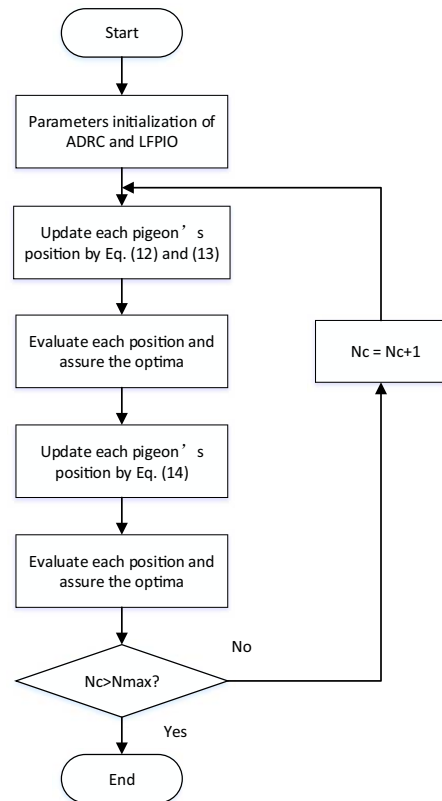 Start
Parameters initialization of
ADRC and LFPIO
Update each pigeon’s
position by Eq. (12) and (13)
Evaluate each position and
assure the optima
Nc = Nc+1
Update each pigeon’s
position by Eq. (14)
Evaluate each position and
assure the optima
No
Nc>Nmax?
Yes
End